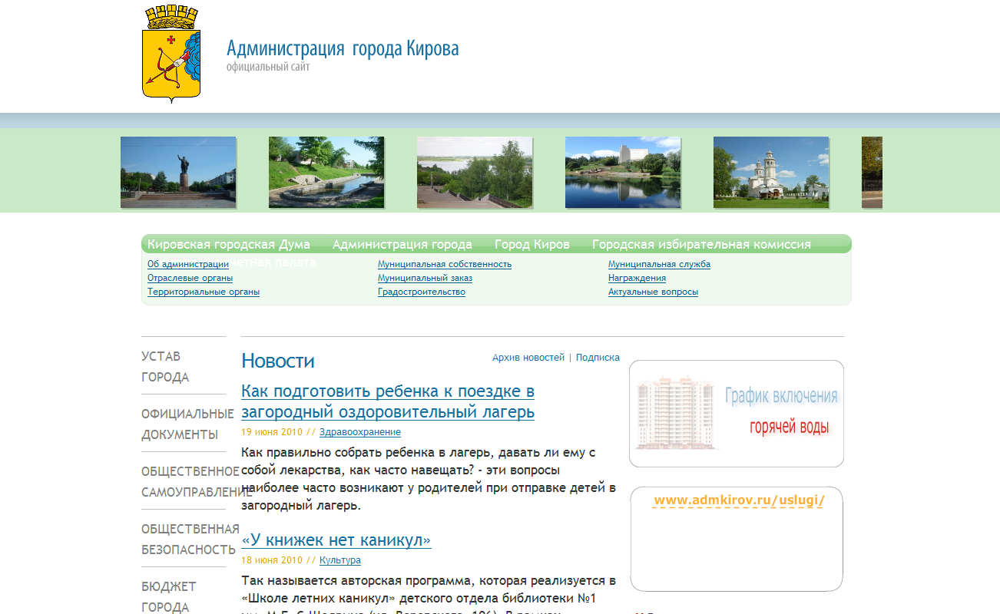 Администрация города Кирова
официальный сайт
Кировская городская Дума Администрация города Город Киров Городская избирательная комиссия
палата
Об администрации Муниципальная собственность Муниципальная служба
Отраслевые органы Муниципальный заказ Награждения
Территориальные органы Градостроительство Актуальные вопросы
УСТАВ
ГОРОДА
ОФИЦИАЛЬНЫЕ
ДОКУМЕНТЫ
ОБЩЕСТВЕННОЕ
САМОУПРАВЛЕНИЕ
ОБЩЕСТВЕННАЯ
БЕЗОПАСНОСТЬ
БЮДЖЕТ
ГОРОДА
Новости
Архив новостей | Подписка
Как подготовить ребенка к поездке в
загородный оздоровительный лагерь
19 июня 2010 // Здравоохранение
Как правильно собрать ребенка в лагерь, давать ли ему с
собой лекарства, как часто навещать? - эти вопросы
наиболее часто возникают у родителей при отправке детей в
загородный лагерь.
«У книжек нет каникул»
18 июня 2010 // Культура
Так называется авторская программа, которая реализуется в
«Школе летних каникул» детского отдела библиотеки №1
График включения
горячей воды
www.admkirov.ru/uslugi/